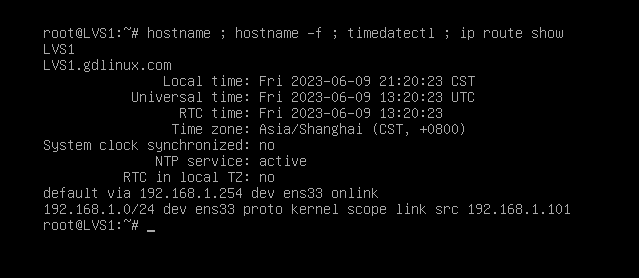 root@LVS1:~# hostname ; hostname -f ; timedatectl ; ip route show
LVS1
LVS1.gdlinux.com
Local time: Fri 2023-06-09 21:20:23 CST
Universal time: Fri 2023-06-09 13:20:23 UTC
RTC time: Fri 2023-06-09 13:20:23
Time zone: Asia/Shanghai (CST, +0800)
System clock synchronized: no
NTP service: active
RTC in local TZ: no
default via 192.168.1.254 dev ens33 onlink
192.168.1.0/24 dev ens33 proto kernel scope link src 192.168.1.101
root@LVS1:~# _